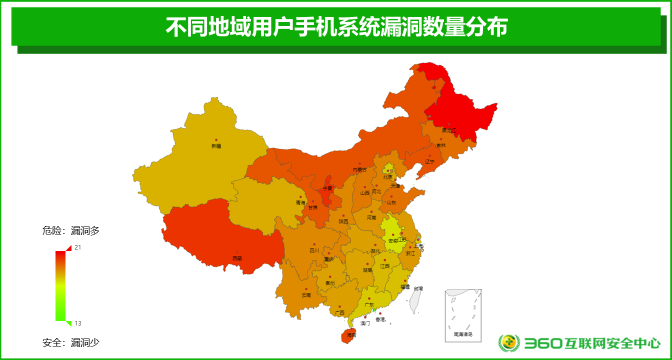 不同地域用户手机系统漏洞数量分布
黑龙江
吉林
辽宁
内蒙古
新疆
北京
天津
河北
山西
山东
宁夏
青海
甘肃
陕西
河南
江苏
安徽
上海
西藏
四川
重庆
湖北
浙江
湖南
江西
贵州
福建
云南
广西
广东
台湾
香港
澳门
海南
南海诸岛
危险：漏洞多
21
13
安全：漏洞少
360互联网安全中心